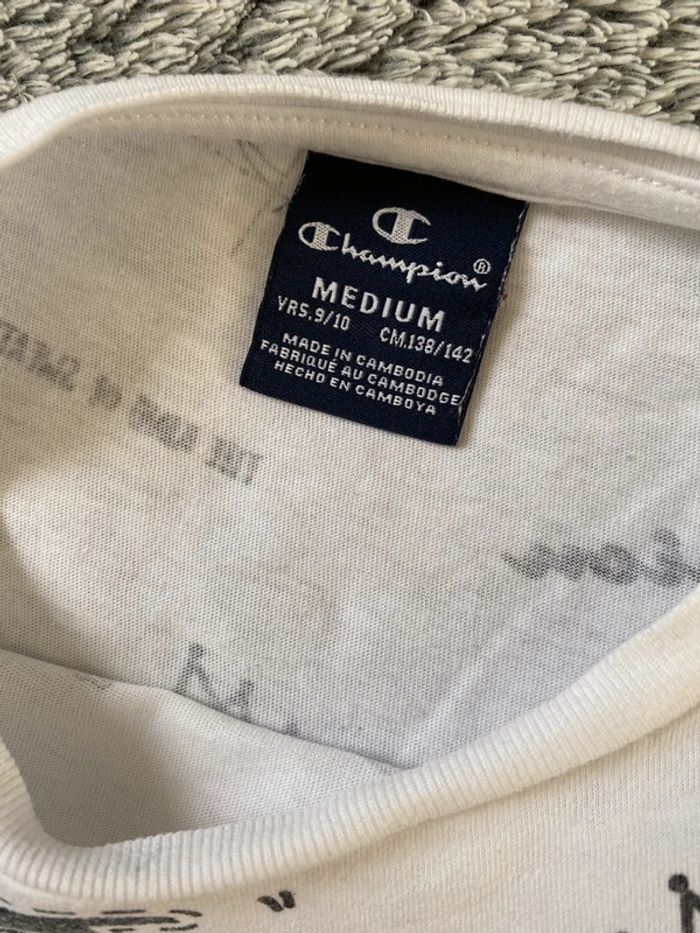 Champion®
MEDIUM
YRS.9/10 CM.138/142
MADE IN CAMBODIA
FABRIQUÉ AU CAMBODGE
HECHO EN CAMBOYA